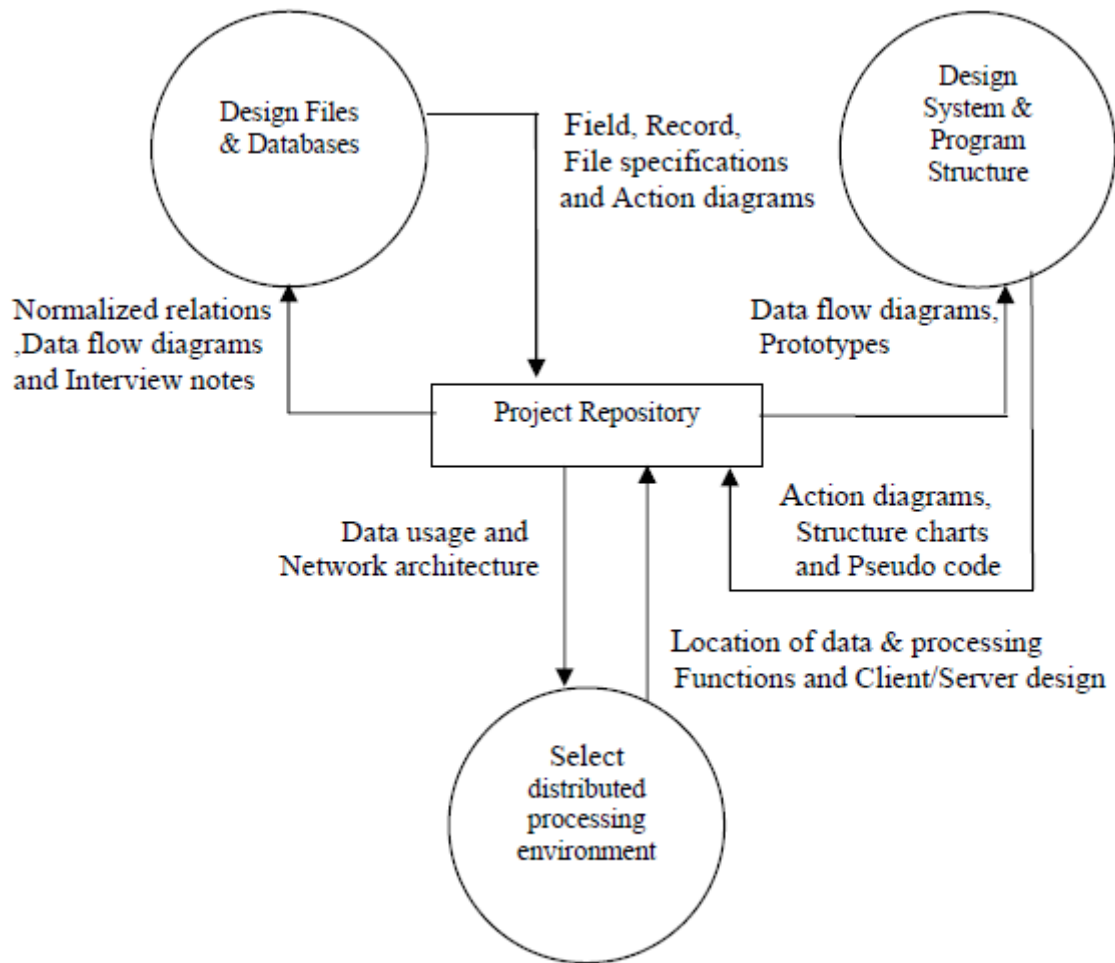 Design Files
& Databases
Field, Record,
File specifications
and Action diagrams
Design
System &
Program
Structure
Normalized relations
,Data flow diagrams
and Interview notes
Data flow diagrams,
Prototypes
Project Repository
Data usage and
Network architecture
Action diagrams,
Structure charts
and Pseudo code
Location of data & processing
Functions and Client/Server design
Select
distributed
processing
environment